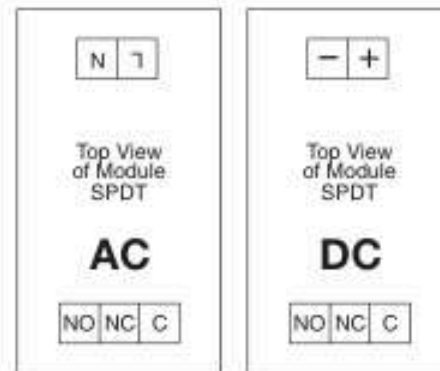 N L
Top View
of Module
SPDT
AC
NO NC C
− +
Top View
of Module
SPDT
DC
NO NC C